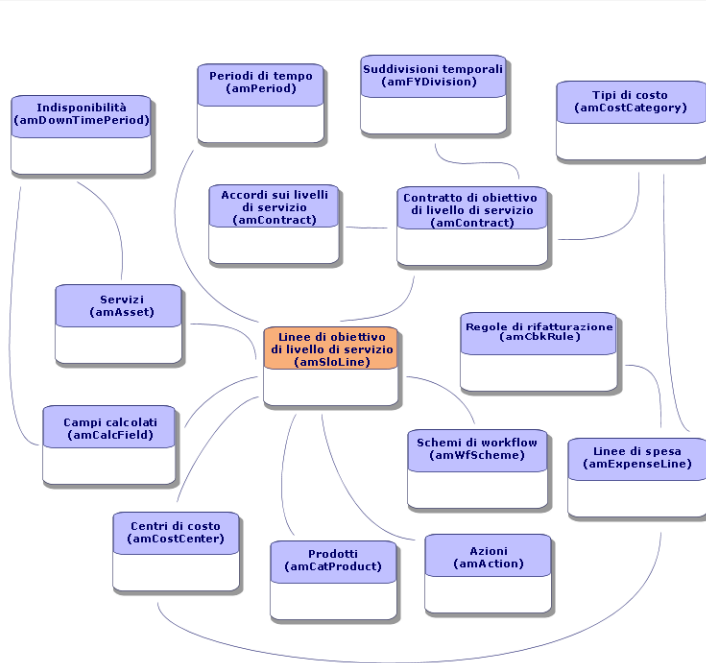 Periodi di tempo
(amPeriod)
Suddivisioni temporali
(amFYDivision)
Tipi di costo
(amCostCategory)
Indisponibilità
(amDownTimePeriod)
Accordi sui livelli
di servizio
(amContract)
Contratto di obiettivo
di livello di servizio
(amContract)
Servizi
(amAsset)
Linee di obiettivo
di livello di servizio
(amSloLine)
Regole di rifatturazione
(amCbkRule)
Campi calcolati
(amCalcField)
Schemi di workflow
(amWfScheme)
Linee di spesa
(amExpenseLine)
Centri di costo
(amCostCenter)
Prodotti
(amCatProduct)
Azioni
(amAction)